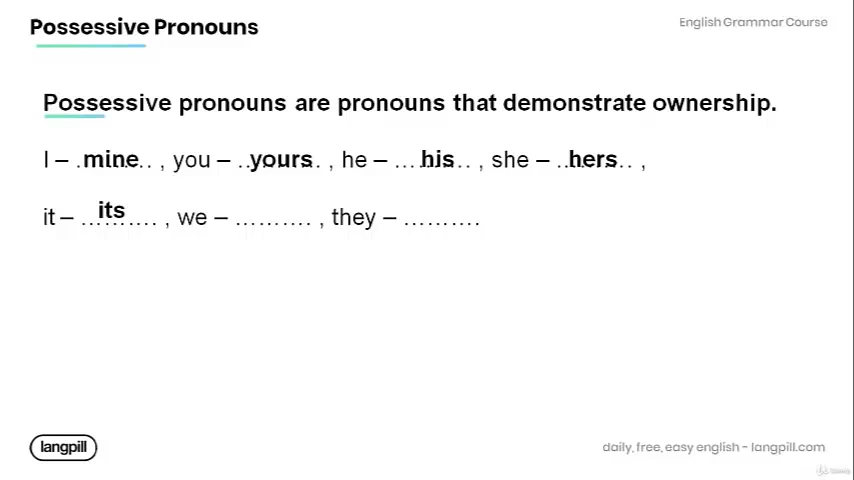 Possessive Pronouns
English Grammar Course
Possessive pronouns are pronouns that demonstrate ownership.
I – .mine.. , you – ..yours. , he – ...his.. , she – ..hers.. ,
it – ...its...... , we – .......... , they – ..........
langpill
daily, free, easy english - langpill.com
Udemy